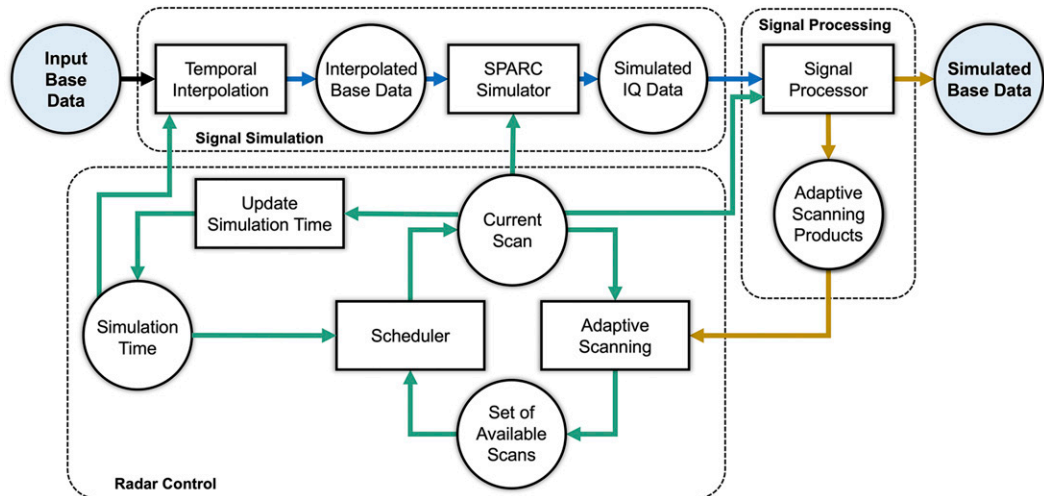 Input
Base
Data
Temporal
Interpolation
Interpolated
Base Data
SPARC
Simulator
Simulated
IQ Data
Signal Simulation
Signal Processing
Signal
Processor
Simulated
Base Data
Adaptive
Scanning
Products
Update
Simulation Time
Current
Scan
Simulation
Time
Scheduler
Adaptive
Scanning
Set of
Available
Scans
Radar Control